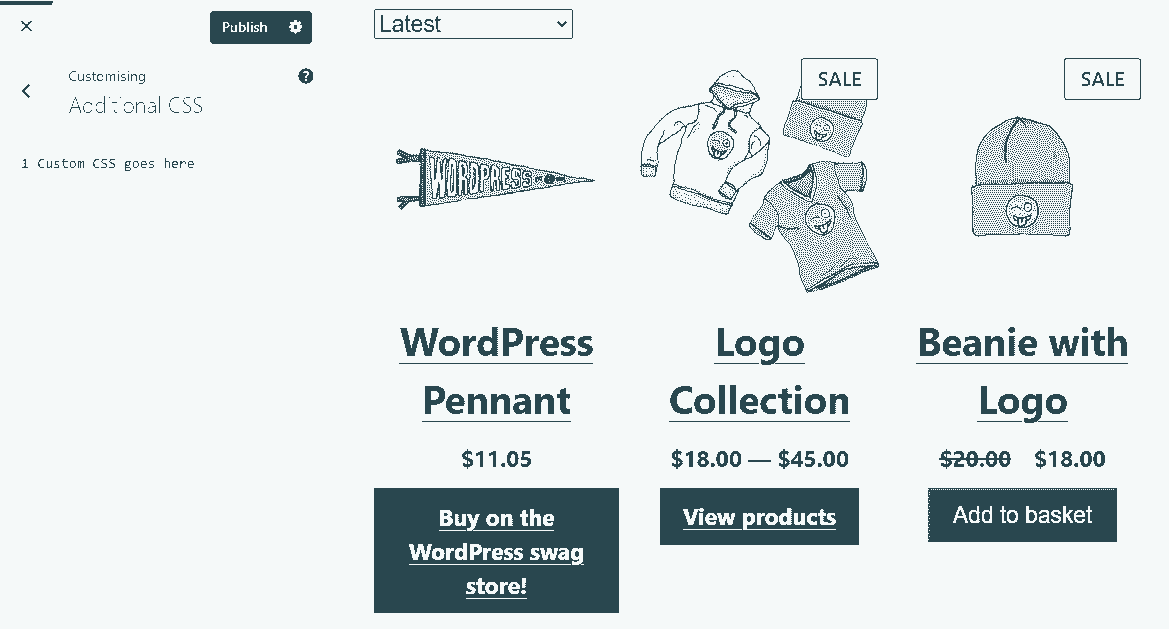 Publish
Customising
Additional CSS
1 Custom CSS goes here
Latest
SALE
SALE
WORDPRESS
WordPress
Pennant
$11.05
Buy on the
WordPress swag
store!
Logo
Collection
$18.00 — $45.00
View products
Beanie with
Logo
$20.00 $18.00
Add to basket